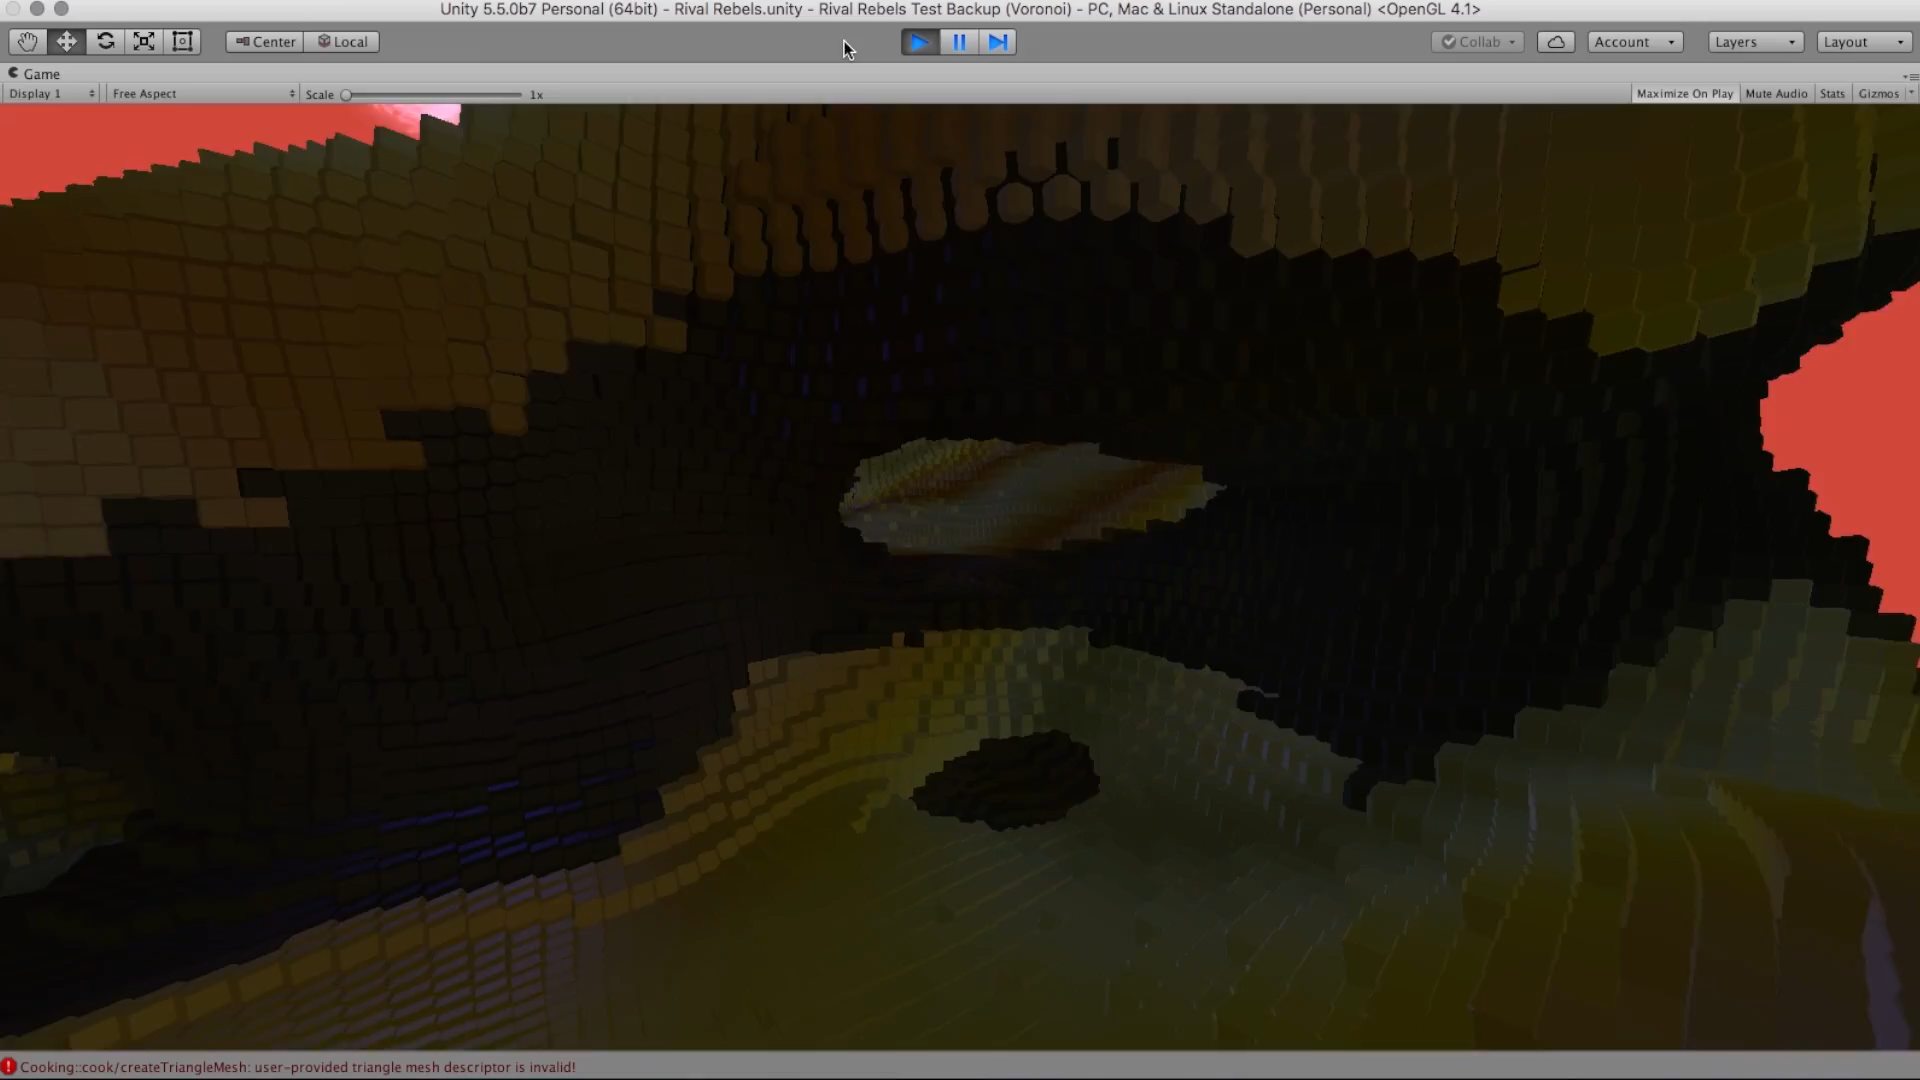 Unity 5.5.0b7 Personal (64bit) - Rival Rebels.unity - Rival Rebels Test Backup (Voronoi) - PC, Mac & Linux Standalone (Personal) <OpenGL 4.1>
Center Local Collab Account Layers Layout
Game
Display 1 Free Aspect Scale 1x Maximize On Play Mute Audio Stats Gizmos
Cooking::cook/createTriangleMesh: user-provided triangle mesh descriptor is invalid!